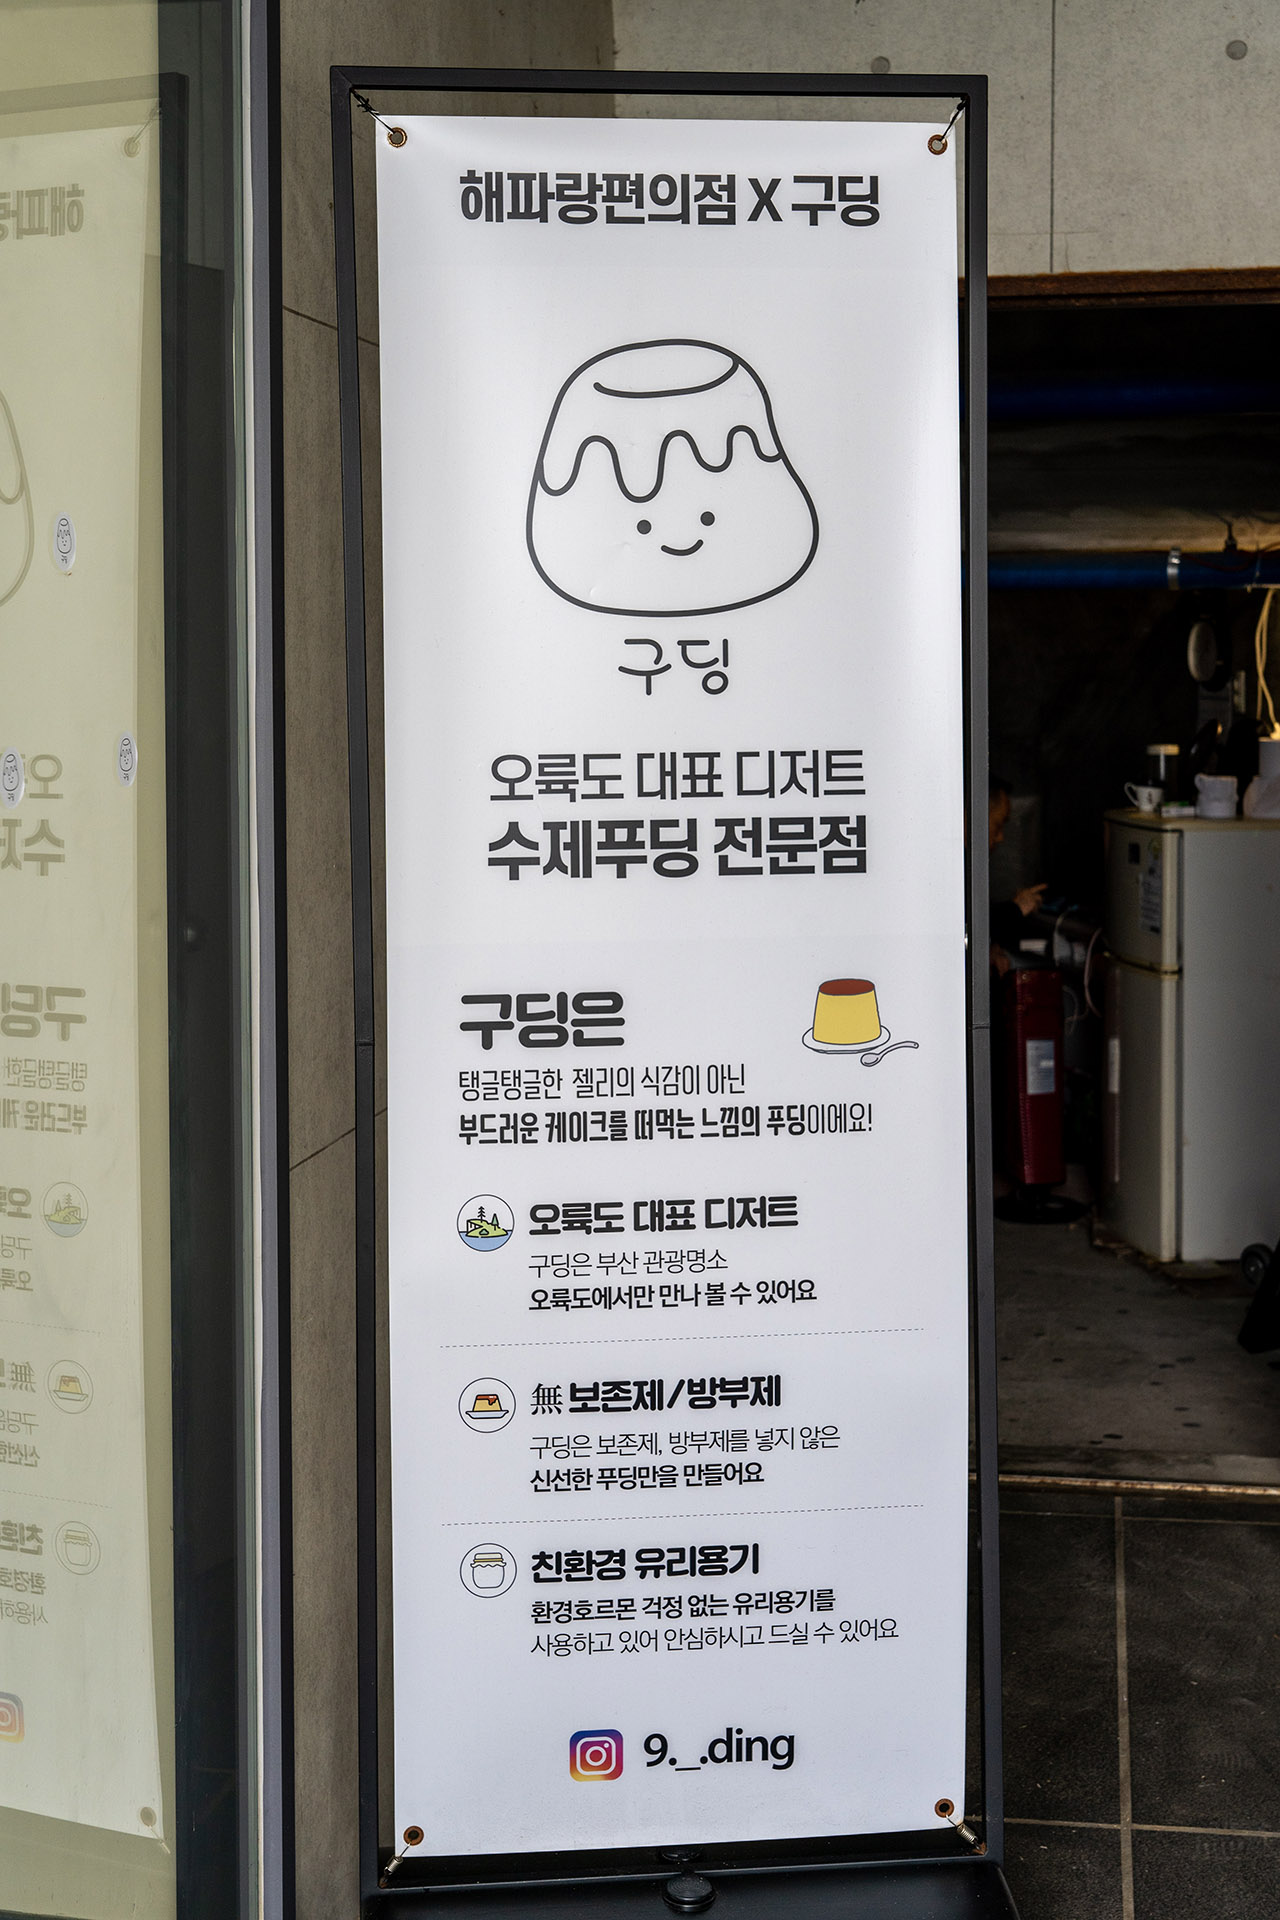 해파랑편의점 X 구딩
구딩
오륙도 대표 디저트
수제푸딩 전문점
구딩은
탱글탱글한 젤리의 식감이 아닌
부드러운 케이크를 떠먹는 느낌의 푸딩이에요!
오륙도 대표 디저트
구딩은 부산 관광명소
오륙도에서만 만나 볼 수 있어요
無 보존제/방부제
구딩은 보존제, 방부제를 넣지 않은
신선한 푸딩만을 만들어요
친환경 유리용기
환경호르몬 걱정 없는 유리용기를
사용하고 있어 안심하시고 드실 수 있어요
9._.ding